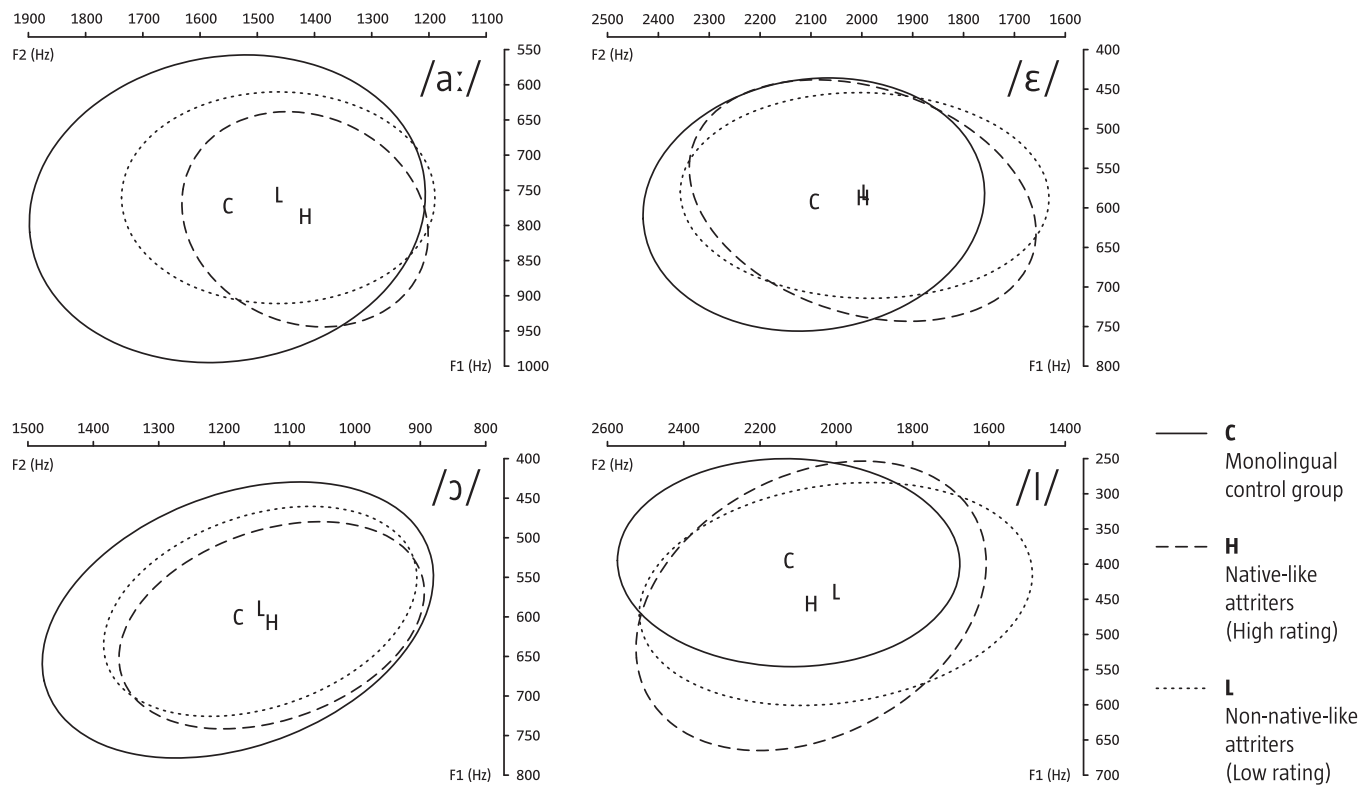 1900 1800 1700 1600 1500 1400 1300 1200 1100
F2 (Hz)
/aː/
550
600
650
700
750
800
850
900
950
1000
C
L
H
F1 (Hz)
2500 2400 2300 2200 2100 2000 1900 1800 1700 1600
F2 (Hz)
/ɛ/
400
450
500
550
600
650
700
750
800
C
L
H
F1 (Hz)
1500 1400 1300 1200 1100 1000 900 800
F2 (Hz)
/ɔ/
400
450
500
550
600
650
700
750
800
C
L
H
F1 (Hz)
2600 2400 2200 2000 1800 1600 1400
F2 (Hz)
/l/
250
300
350
400
450
500
550
600
650
700
C
L
H
F1 (Hz)
C
Monolingual
control group
H
Native-like
attriters
(High rating)
L
Non-native-like
attriters
(Low rating)